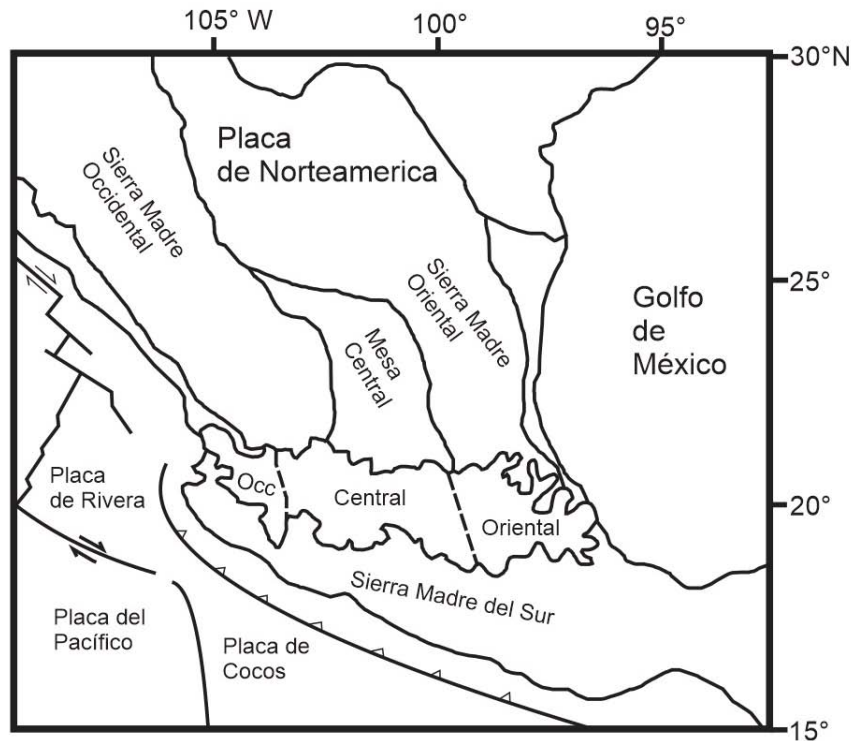 105° W
100°
95°
30°N
Placa
de Norteamerica
Sierra Madre
Occidental
25°
Sierra Madre
Oriental
Golfo
de
México
Mesa
Central
Placa
de Rivera
Occ
Central
Oriental
20°
Sierra Madre del Sur
Placa del
Pacífico
Placa de
Cocos
15°